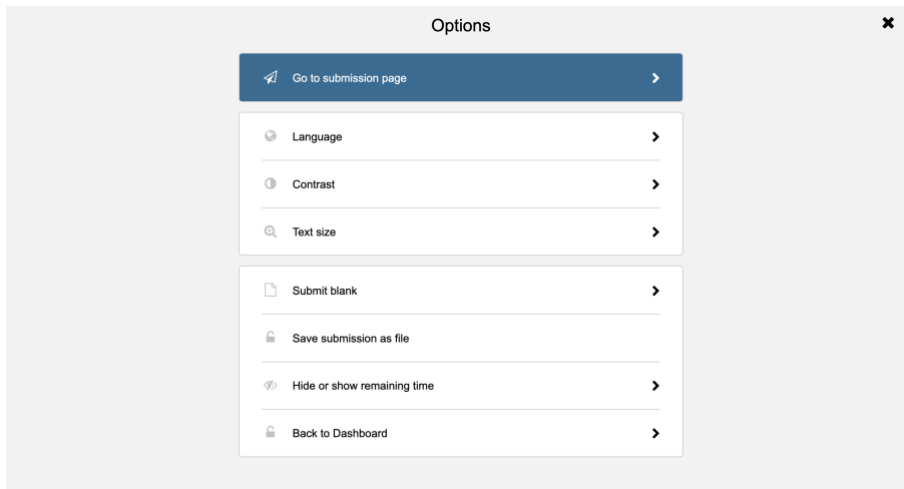 Options
Go to submission page
Language
Contrast
Text size
Submit blank
Save submission as file
Hide or show remaining time
Back to Dashboard